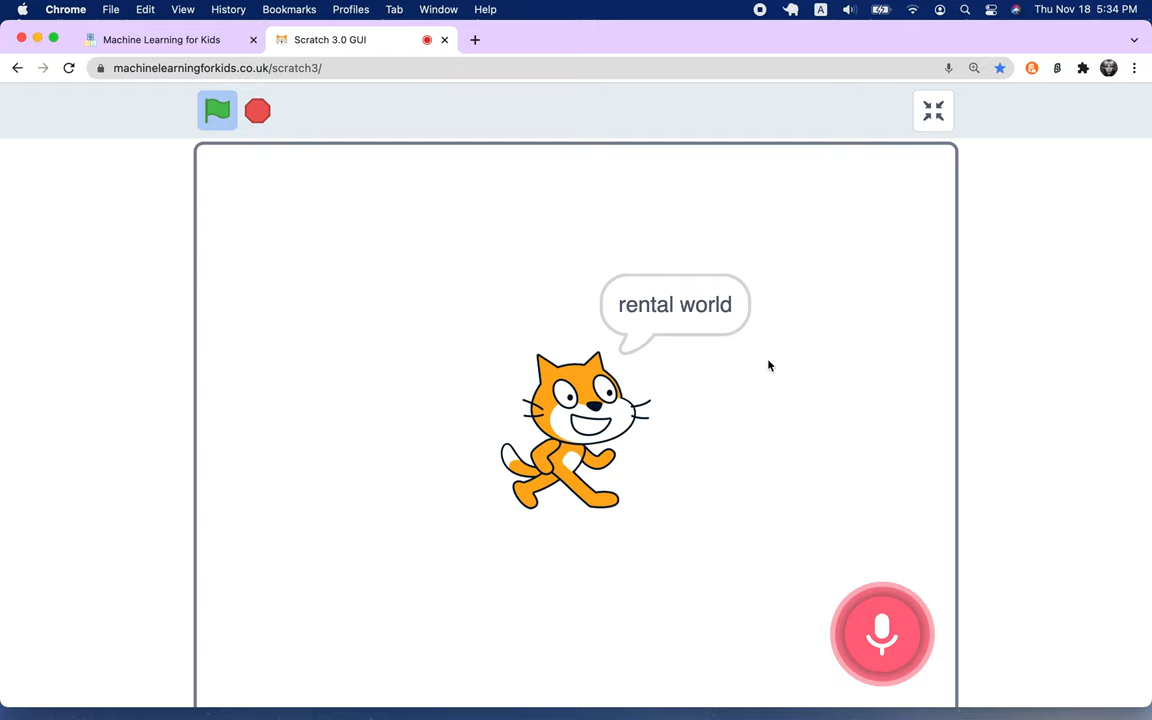 Chrome File Edit View History Bookmarks Profiles Tab Window Help A Thu Nov 18 5:34 PM
Machine Learning for Kids Scratch 3.0 GUI
machinelearningforkids.co.uk/scratch3/
rental world